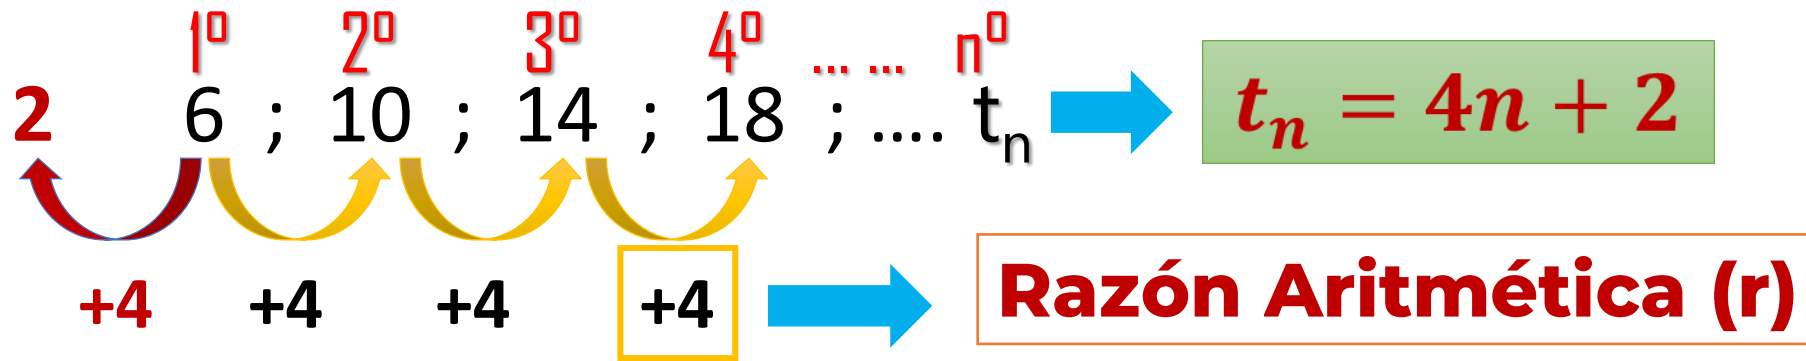 1º 2º 3º 4º ... ... nº
2 6 ; 10 ; 14 ; 18 ; .... tₙ
tₙ = 4n + 2
+4 +4 +4 +4
Razón Aritmética (r)